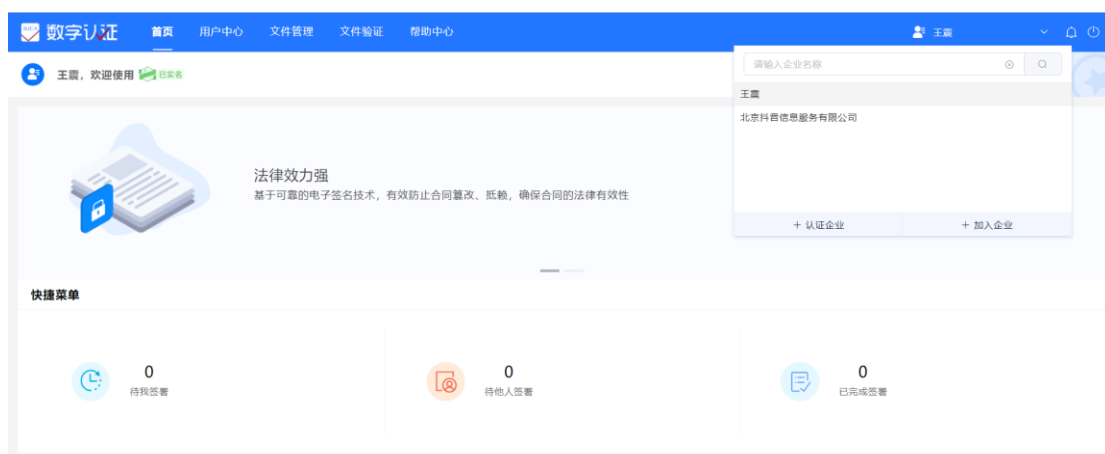 数字认证 首页 用户中心 文件管理 文件验证 帮助中心 王震
王震，欢迎使用 已实名
请输入企业名称
王震
北京抖音信息服务有限公司
+ 认证企业 + 加入企业
法律效力强
基于可靠的电子签名技术，有效防止合同篡改、抵赖，确保合同的法律有效性
快捷菜单
0 0 0
待我签署 待他人签署 已完成签署